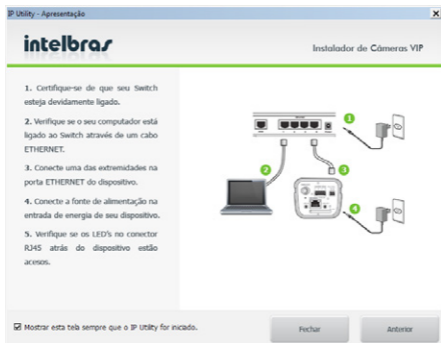 IP Utility - Apresentação
intelbras
Instalador de Câmeras VIP
1. Certifique-se de que seu Switch
esteja devidamente ligado.
2. Verifique se o seu computador está
ligado ao Switch através de um cabo
ETHERNET.
3. Conecte uma das extremidades na
porta ETHERNET do dispositivo.
4. Conecte a fonte de alimentação na
entrada de energia de seu dispositivo.
5. Verifique se os LED's no conector
RJ45 atrás do dispositivo estão
acesos.
1
2
3
4
Mostrar esta tela sempre que o IP Utility for iniciado.
Fechar
Anterior